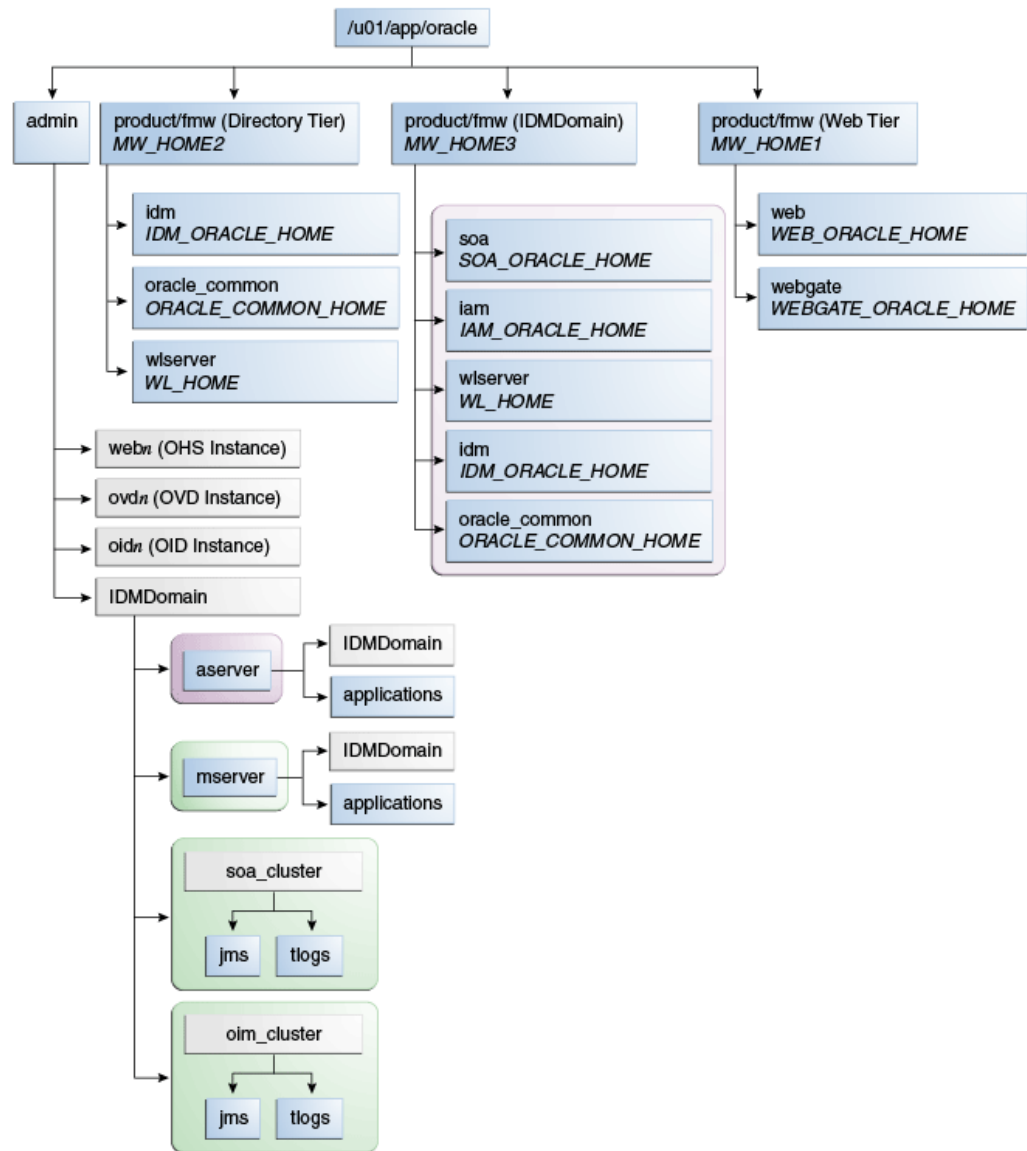 /u01/app/oracle
admin
product/fmw (Directory Tier)
MW_HOME2
product/fmw (IDMDomain)
MW_HOME3
product/fmw (Web Tier
MW_HOME1
idm
IDM_ORACLE_HOME
oracle_common
ORACLE_COMMON_HOME
wlserver
WL_HOME
soa
SOA_ORACLE_HOME
iam
IAM_ORACLE_HOME
wlserver
WL_HOME
idm
IDM_ORACLE_HOME
oracle_common
ORACLE_COMMON_HOME
web
WEB_ORACLE_HOME
webgate
WEBGATE_ORACLE_HOME
webn (OHS Instance)
ovdn (OVD Instance)
oidn (OID Instance)
IDMDomain
aserver
IDMDomain
applications
mserver
IDMDomain
applications
soa_cluster
jms
tlogs
oim_cluster
jms
tlogs